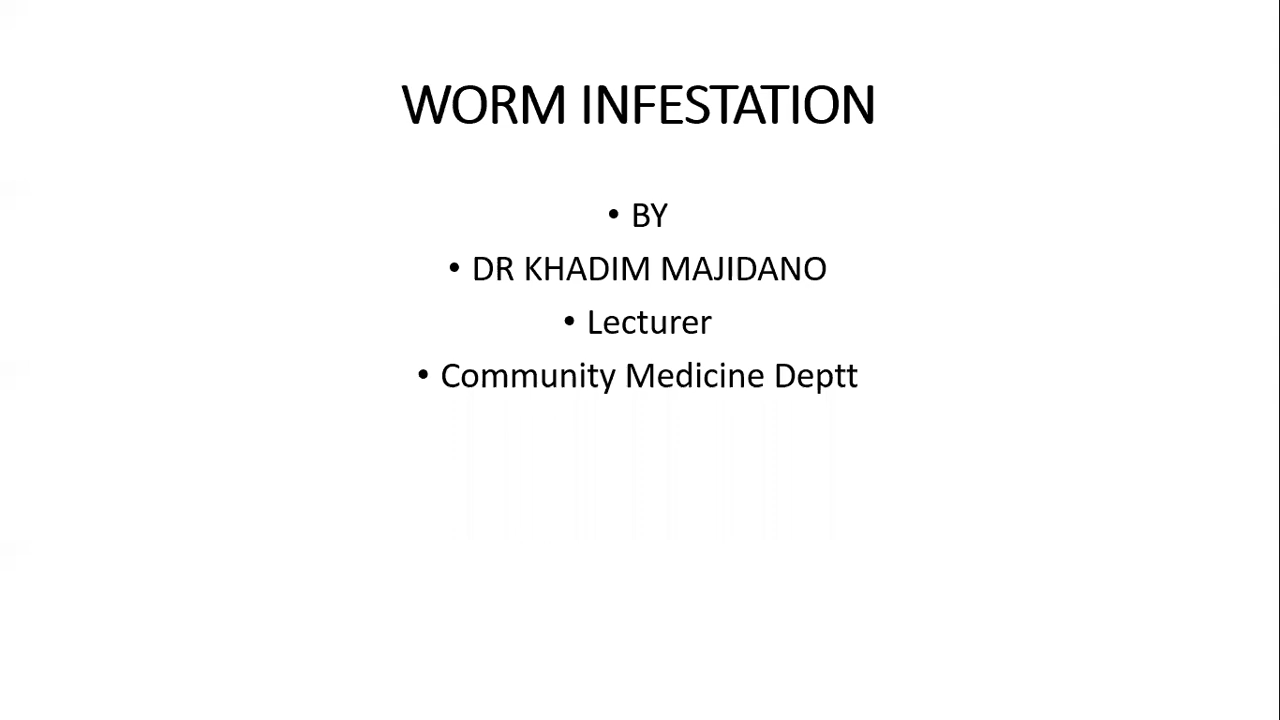 WORM INFESTATION
• BY
• DR KHADIM MAJIDANO
• Lecturer
• Community Medicine Deptt